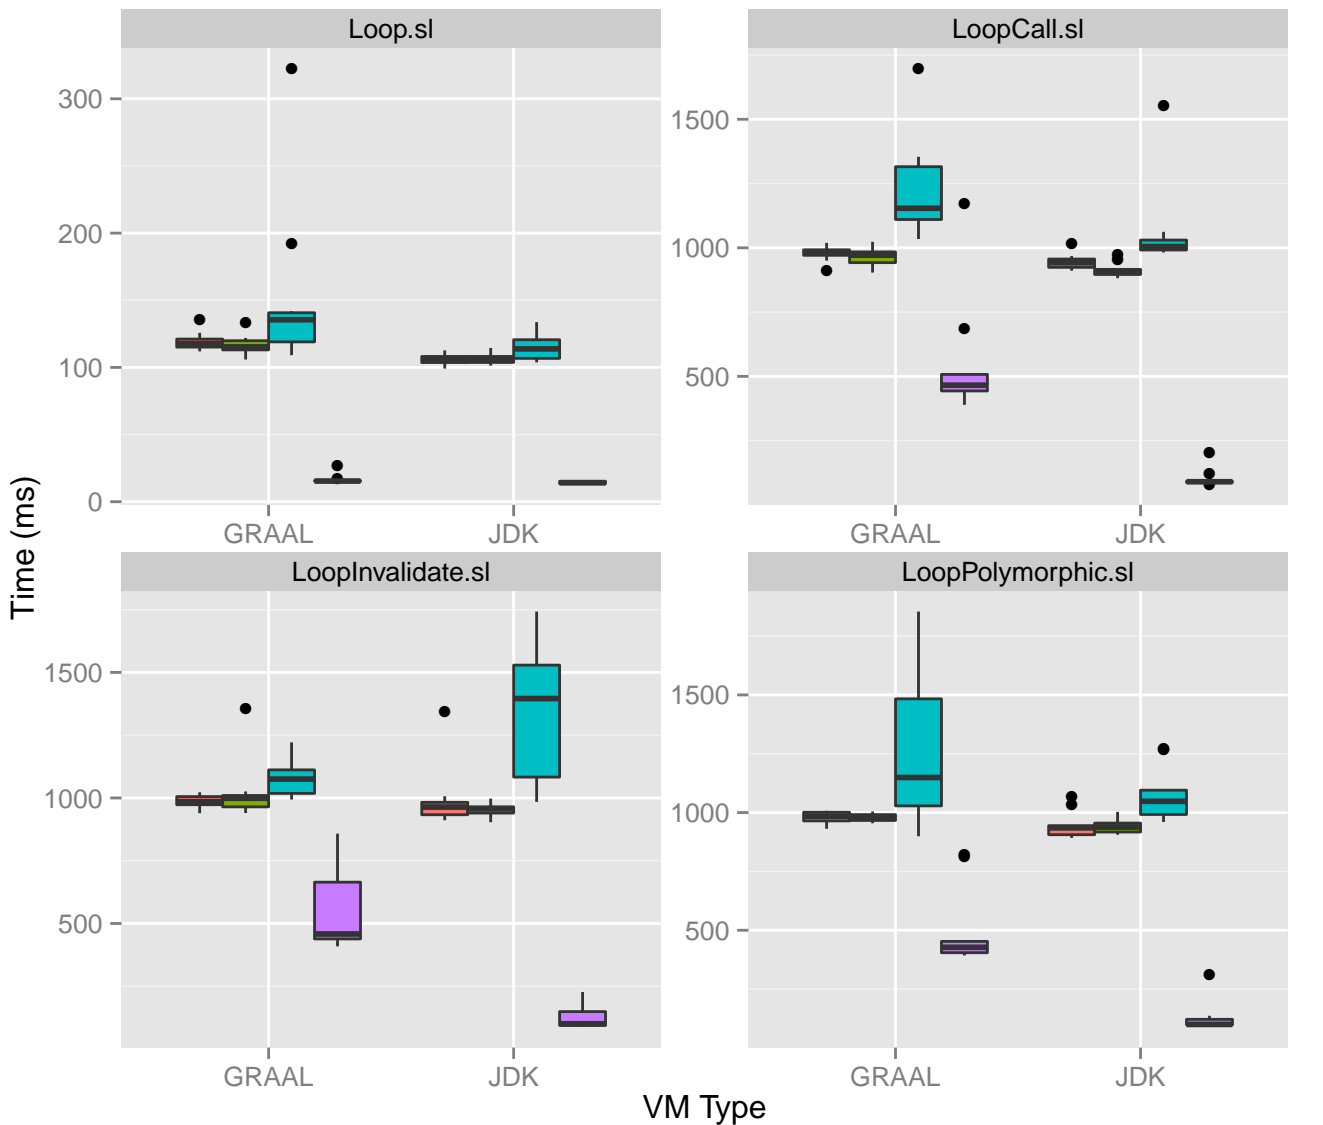 Loop.sl
LoopCall.sl
300
200
100
0
1500
1000
500
GRAAL JDK
GRAAL JDK
Time (ms)
LoopInvalidate.sl
LoopPolymorphic.sl
1500
1000
500
1500
1000
500
GRAAL JDK
GRAAL JDK
VM Type